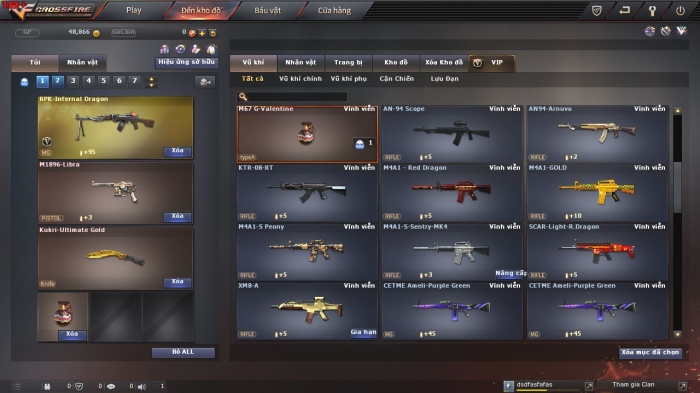 CROSSFIRE Play Đến kho đồ Báu vật Cửa hàng
GP 48,866 GoCoin 0
Túi Nhân vật Hiệu ứng sở hữu
1 2 3 4 5 6 7
RPK-Infernal Dragon
MG +95 Xóa
M1896-Libra
PISTOL +3 Xóa
Kukri-Ultimate Gold
Knife Xóa
Xóa
Bỏ ALL
Vũ khí Nhân vật Trang bị Kho đồ Xóa Kho đồ VIP
Tất cả Vũ khí chính Vũ khí phụ Cận Chiến Lựu Đạn
M67 G-Valentine Vĩnh viễn AN-94 Scope Vĩnh viễn AN94-Arnuvo Vĩnh viễn
typeA 1 RIFLE +5 RIFLE +2
KTR-08-RT Vĩnh viễn M4A1 - Red Dragon Vĩnh viễn M4A1-GOLD Vĩnh viễn
RIFLE +5 RIFLE +5 RIFLE +10
M4A1-S Peony Vĩnh viễn M4A1-S-Sentry-MK4 Vĩnh viễn SCAR-Light-R.Dragon Vĩnh viễn
RIFLE +5 RIFLE +3 Nâng cấp RIFLE +5
XM8-A Vĩnh viễn CETME Ameli-Purple Green CETME Ameli-Purple Green Vĩnh viễn
RIFLE +5 Gia hạn MG +45 MG +45
Xóa mục đã chọn
0 0 0 1 dsdfasfafas Tham gia Clan